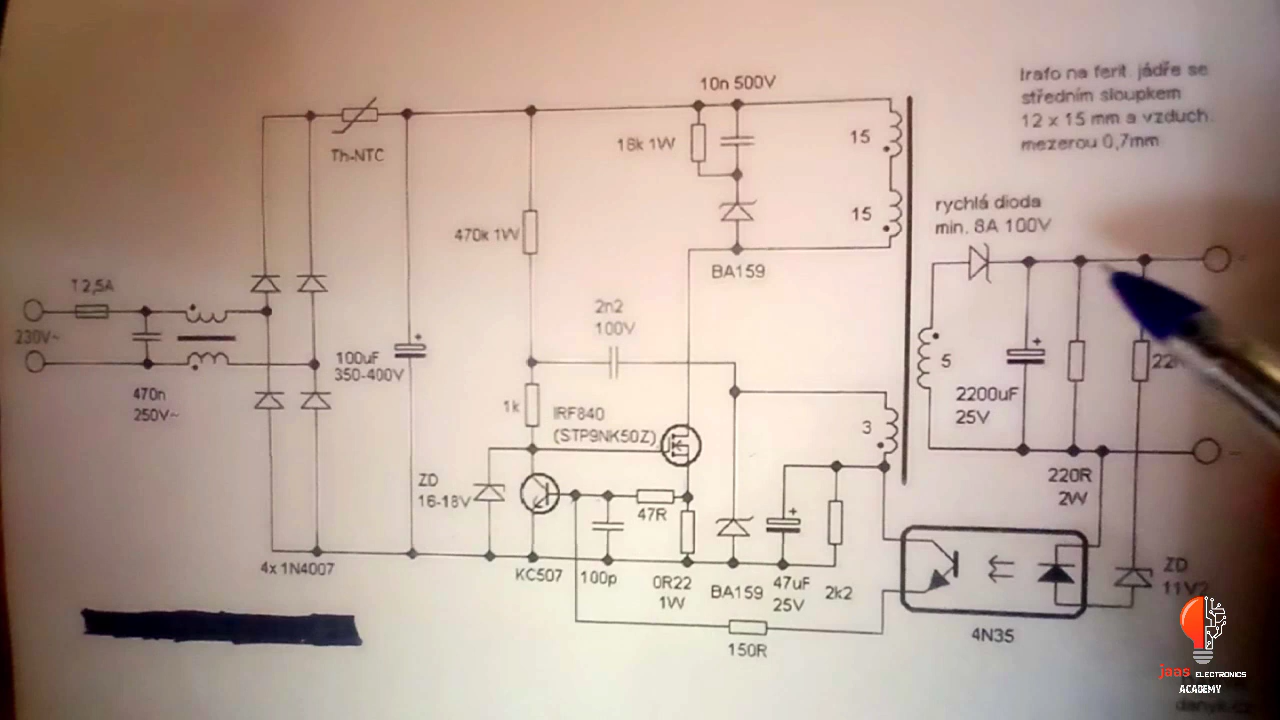 10n 500V
Trafo na ferit. jádře se
středním sloupkem
12 x 15 mm a vzduch.
mezerou 0,7mm
18k 1W
15
Th-NTC
rychlá dioda
min. 8A 100V
15
470k 1W
BA159
T 2,5A
2n2
100V
230V~
100uF
350-400V
5
470n
250V~
2200uF
25V
1k
IRF840
(STP9NK50Z)
3
ZD
16-18V
220R
2W
47R
4x 1N4007
KC507
100p
0R22
1W
BA159
47uF
25V
2k2
ZD
11V2
4N35
150R
jaas ELECTRONICS
ACADEMY